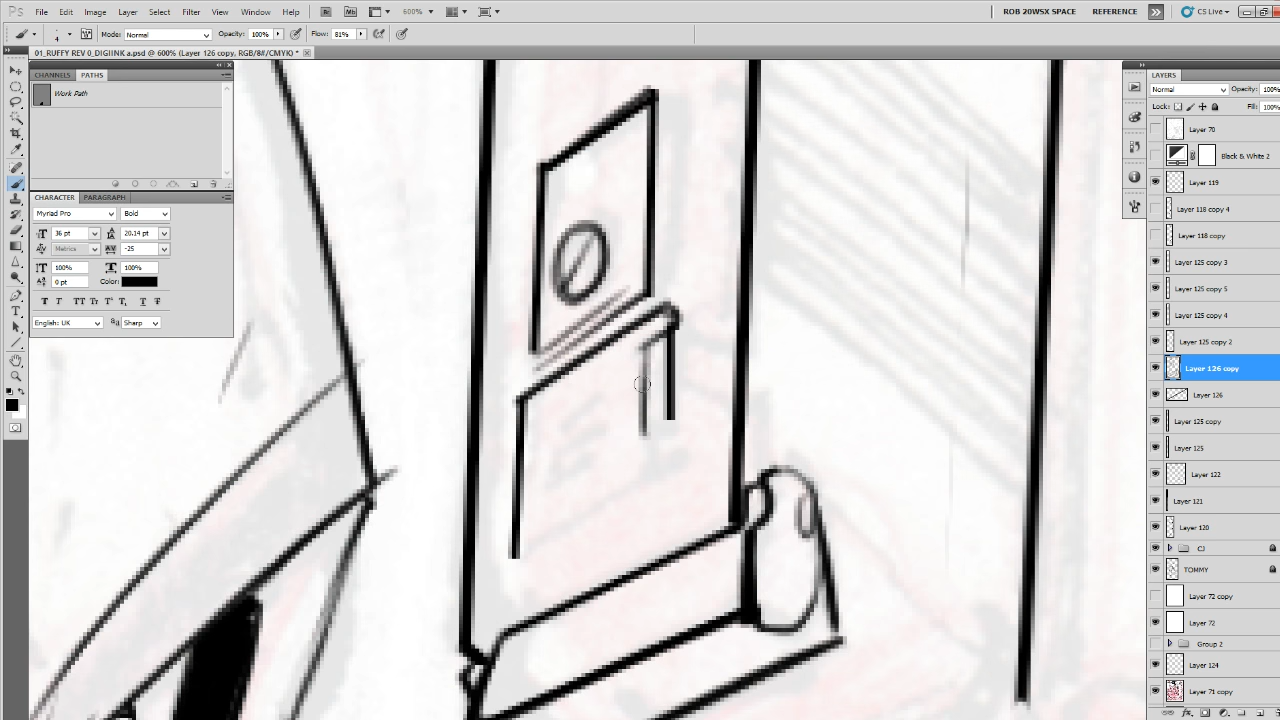 Ps File Edit Image Layer Select Filter View Window Help Br Mb 600% ROB 20WSX SPACE REFERENCE CS Live
4 Mode: Normal Opacity: 100% Flow: 81%
01_RUFFY REV 0_DIGIINK a.psd @ 600% (Layer 126 copy, RGB/8#/CMYK) *
CHANNELS PATHS
Work Path
CHARACTER PARAGRAPH
Myriad Pro Bold
36 pt 20.14 pt
Metrics -25
100% 100%
0 pt Color:
English: UK Sharp
LAYERS
Normal Opacity: 100%
Lock: Fill: 100%
Layer 70
Black & White 2
Layer 119
Layer 118 copy 4
Layer 118 copy
Layer 125 copy 3
Layer 125 copy 5
Layer 125 copy 4
Layer 125 copy 2
Layer 126 copy
Layer 126
Layer 125 copy
Layer 125
Layer 122
Layer 121
Layer 120
CJ
TOMMY
Layer 72 copy
Layer 72
Group 2
Layer 124
Layer 71 copy